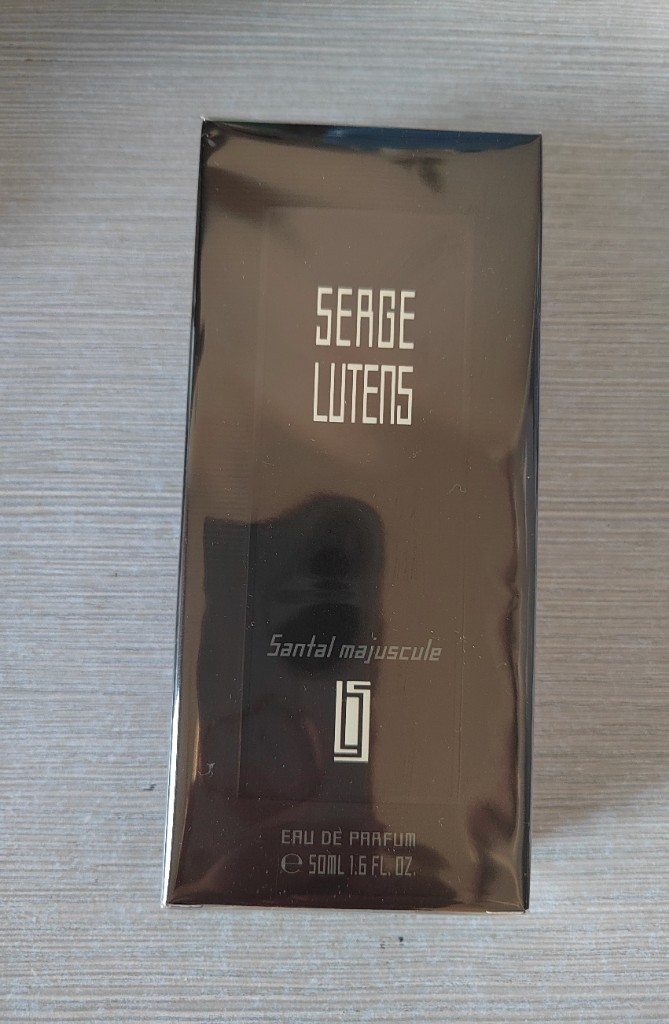 SERGE
LUTENS
Santal majuscule
EAU DE PARFUM
℮ 50ML 1.6 FL. OZ.